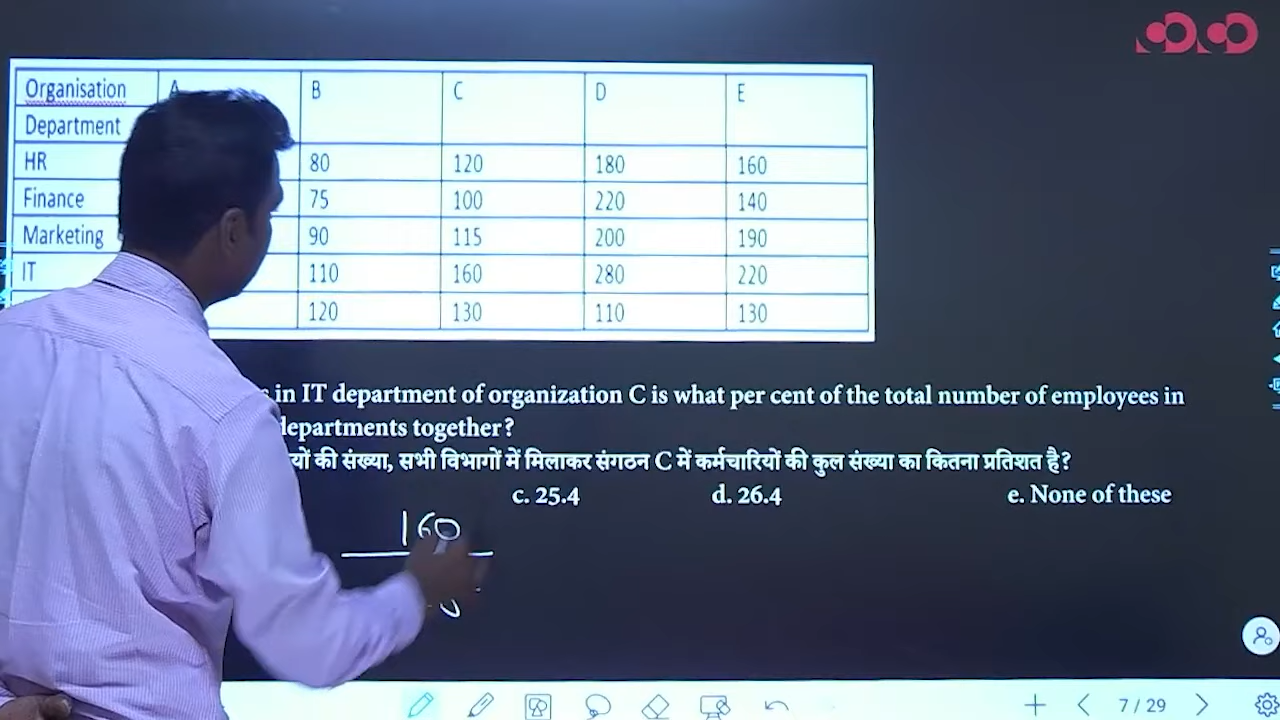 Organisation B C D E
Department
HR 80 120 180 160
Finance 75 100 220 140
Marketing 90 115 200 190
IT 110 160 280 220
120 130 110 130
in IT department of organization C is what per cent of the total number of employees in
departments together?
की संख्या, सभी विभागों में मिलाकर संगठन C में कर्मचारियों की कुल संख्या का कितना प्रतिशत है?
c. 25.4 d. 26.4 e. None of these
160
7 / 29